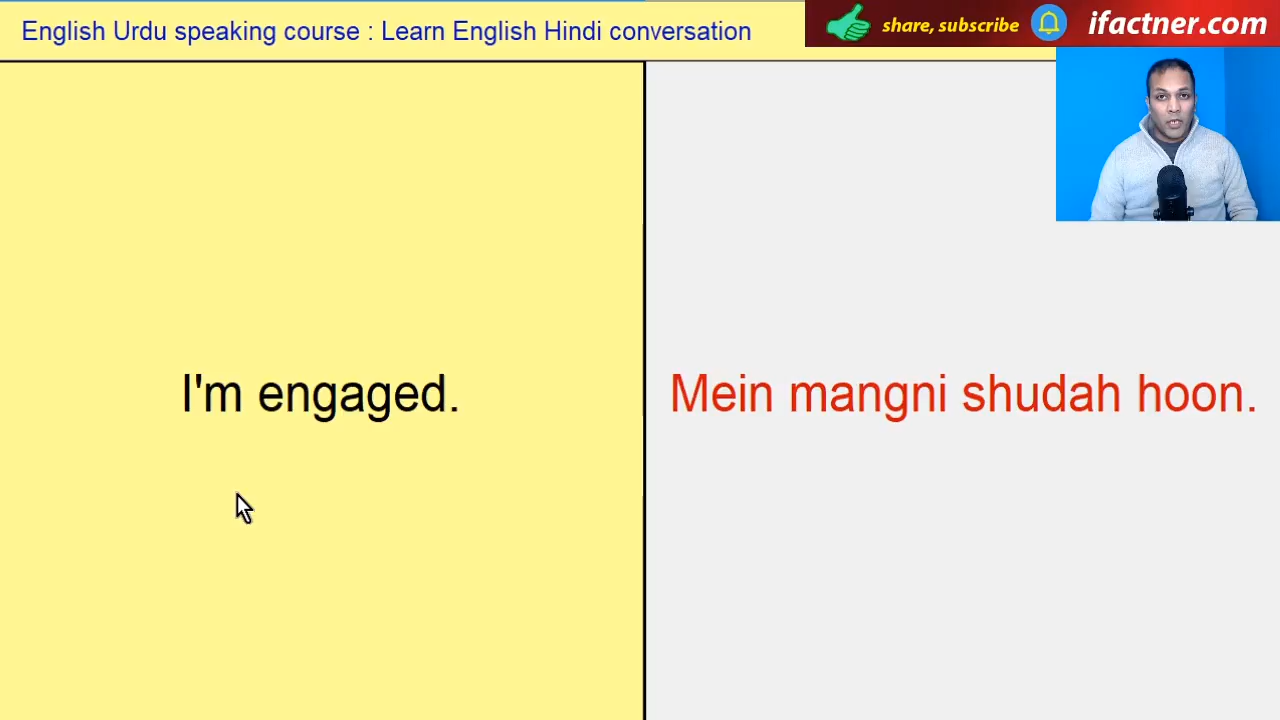 English Urdu speaking course : Learn English Hindi conversation
share, subscribe
ifactner.com
I'm engaged.
Mein mangni shudah hoon.